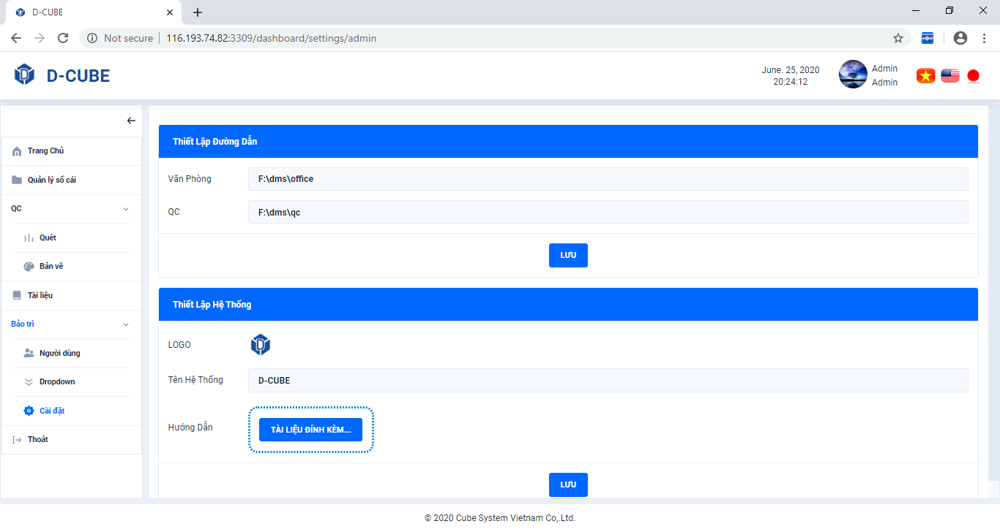 D-CUBE
Not secure
116.193.74.82:3309/dashboard/settings/admin
D-CUBE
June. 25, 2020
20:24:12
Admin
Admin
Trang Chủ
Quản lý sổ cái
QC
Quét
Bản vẽ
Tài liệu
Bảo trì
Người dùng
Dropdown
Cài đặt
Thoát
Thiết Lập Đường Dẫn
Văn Phòng
F:\dms\office
QC
F:\dms\qc
LƯU
Thiết Lập Hệ Thống
LOGO
D
Tên Hệ Thống
D-CUBE
Hướng Dẫn
TÀI LIỆU ĐÍNH KÈM...
LƯU
© 2020 Cube System Vietnam Co,.Ltd.